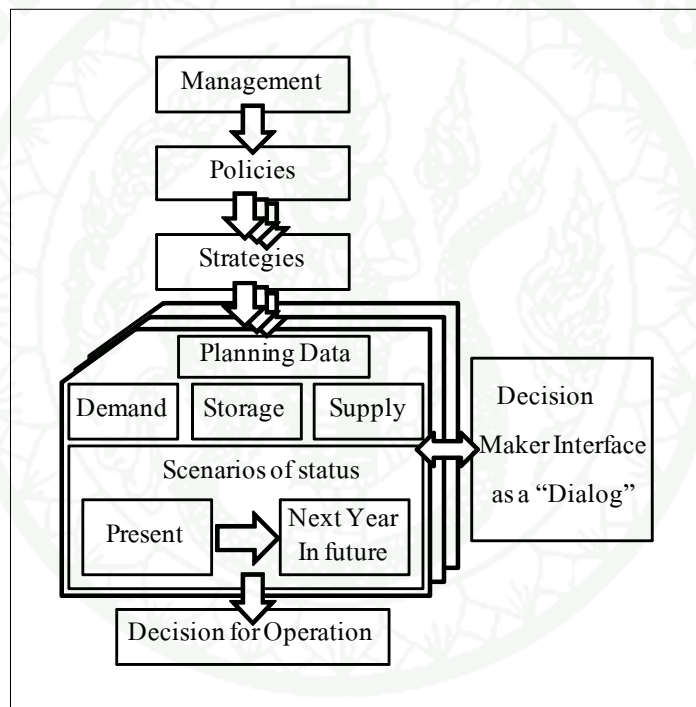 Management
Policies
Strategies
Planning Data
Demand
Storage
Supply
Scenarios of status
Present
Next Year
In future
Decision
Maker Interface
as a “Dialog”
Decision for Operation